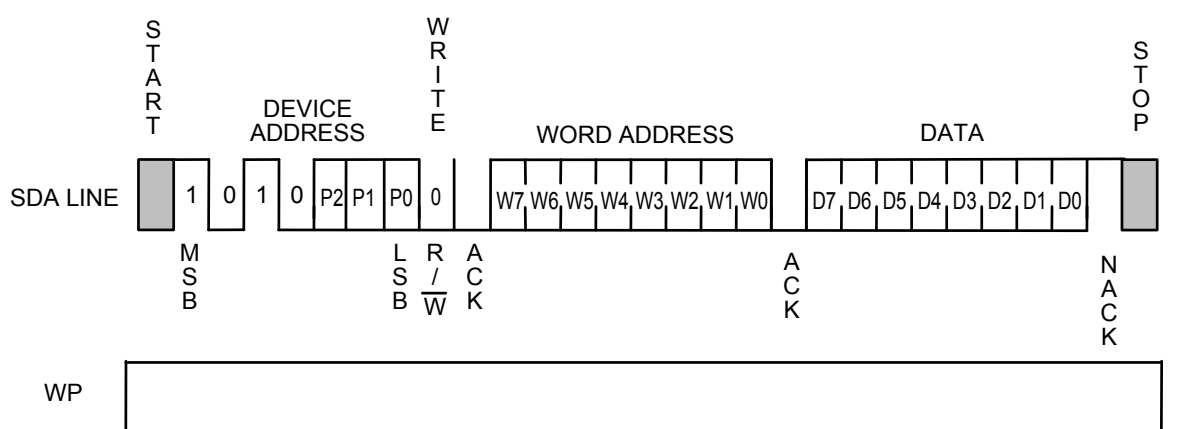 START
WRITE
STOP
DEVICE
ADDRESS
WORD ADDRESS
DATA
SDA LINE
1 0 1 0 P2 P1 P0 0 W7 W6 W5 W4 W3 W2 W1 W0 D7 D6 D5 D4 D3 D2 D1 D0
MSB
LSB
R/W
ACK
ACK
NACK
WP